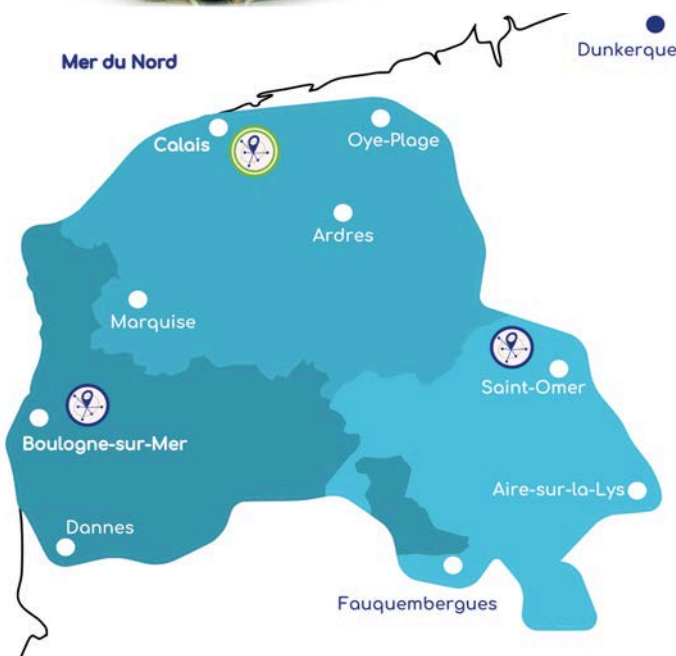 Dunkerque
Mer du Nord
Calais
Oye-Plage
Ardres
Marquise
Saint-Omer
Boulogne-sur-Mer
Aire-sur-la-Lys
Dannes
Fauquembergues